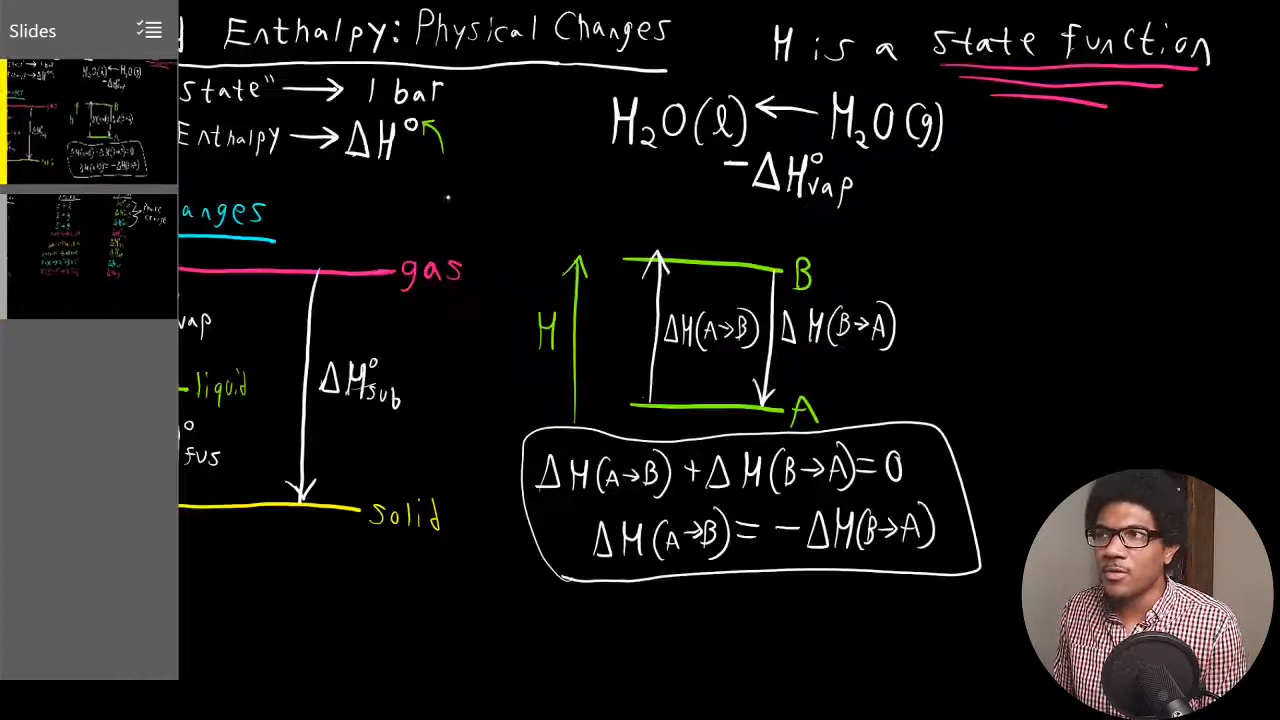 Slides
d Enthalpy: Physical Changes
H is a state function
State" → 1 bar
Enthalpy → ΔH°
H₂O(l) ← H₂O(g)
-ΔH°vap
anges
gas
vap
ΔH°sub
liquid
°
fus
solid
H
B
ΔH(A→B)
ΔH(B→A)
A
ΔH(A→B) + ΔH(B→A) = 0
ΔH(A→B) = -ΔH(B→A)